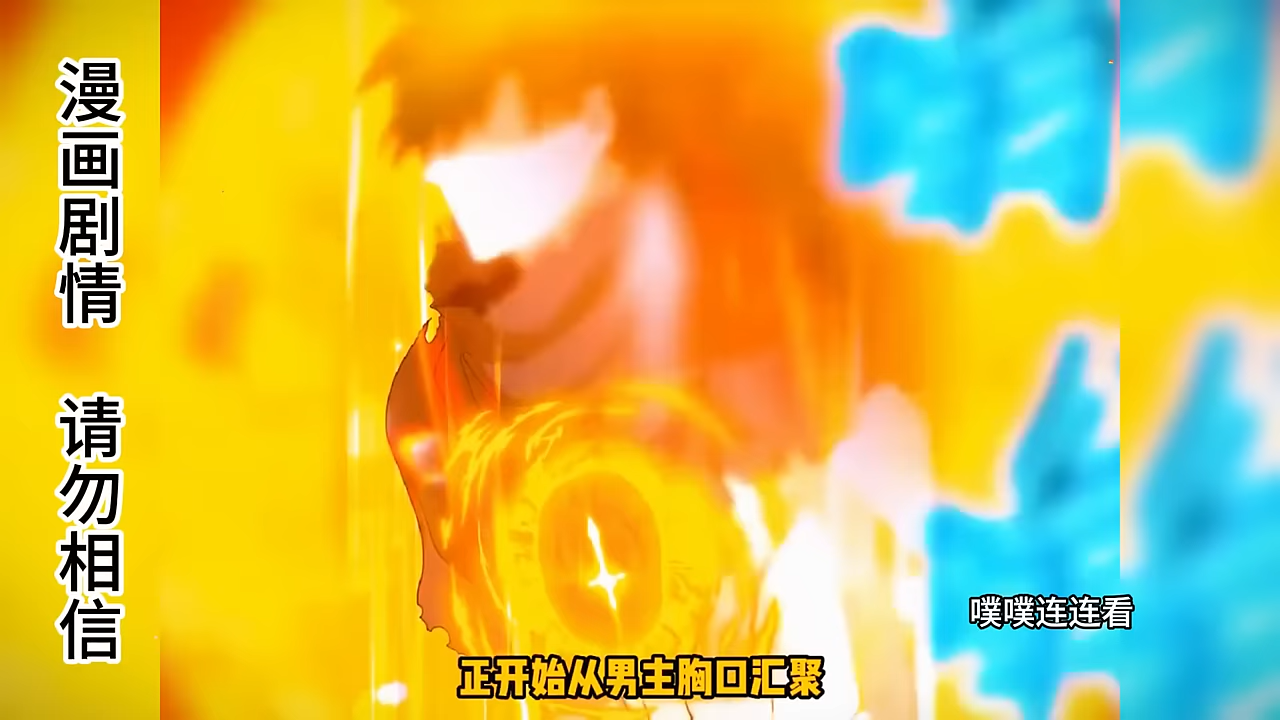 漫画剧情 请勿相信
噗噗连连看
正开始从男主胸口汇聚